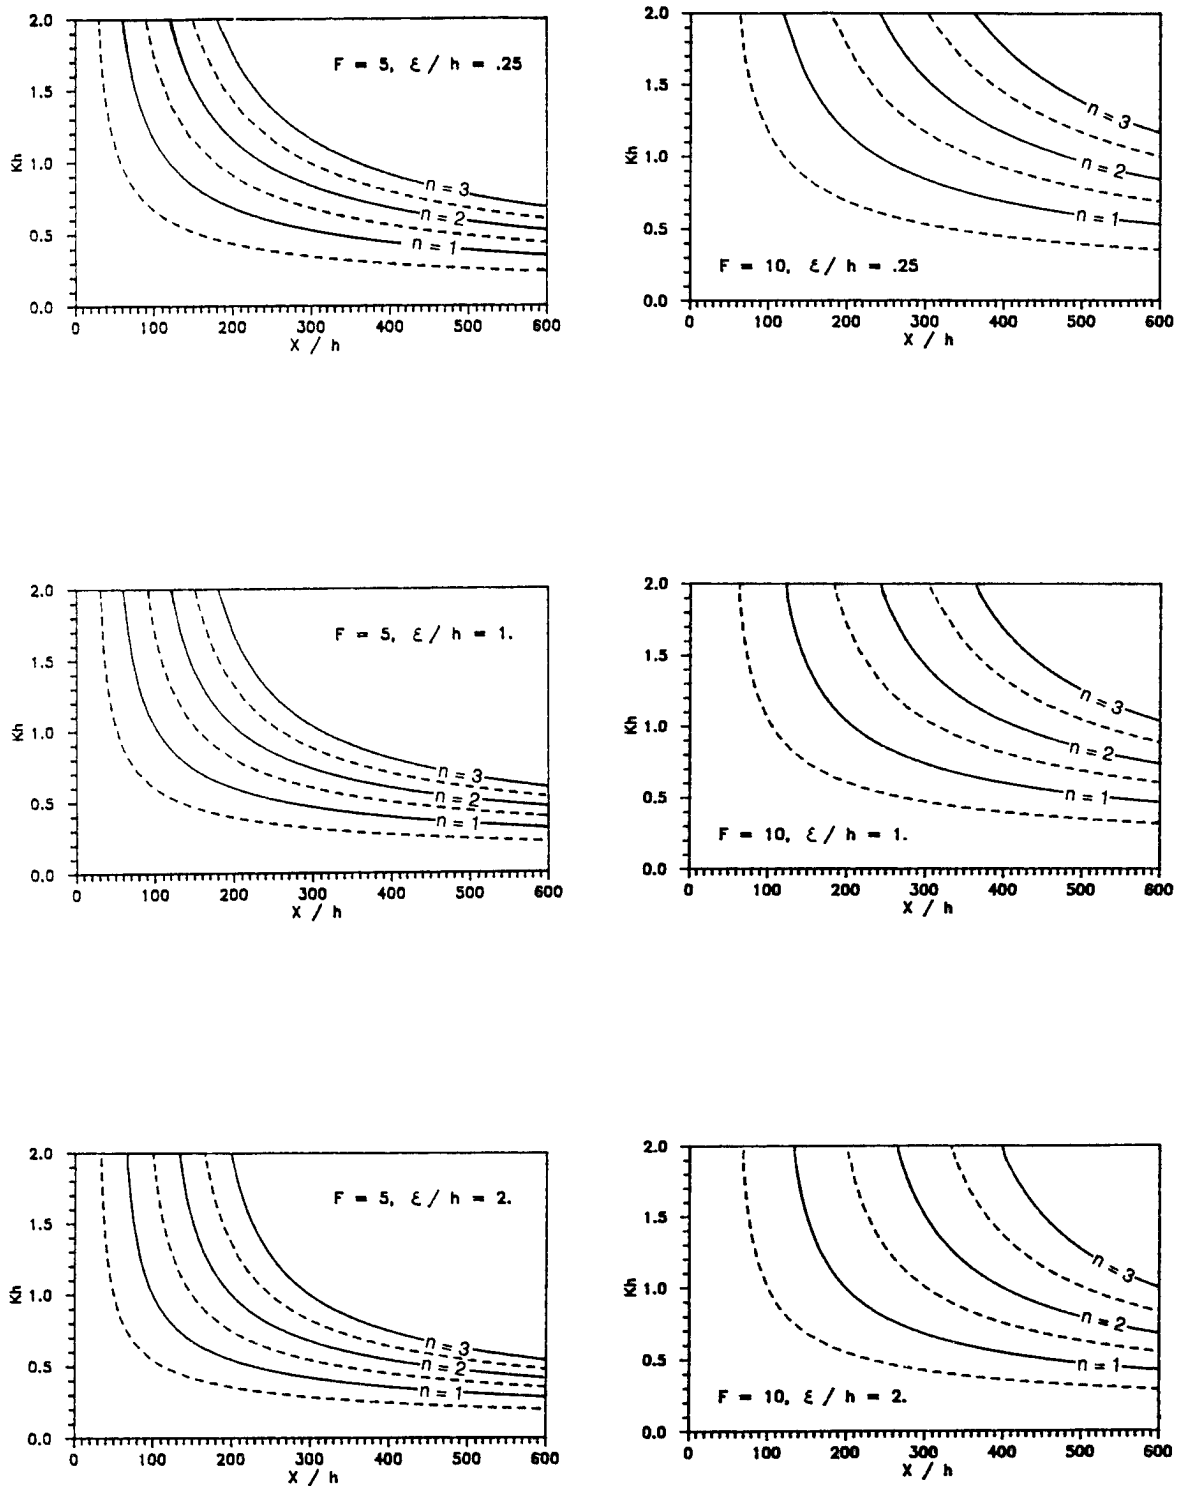 2.0
1.5
1.0
0.5
0.0
Kh
F = 5, ε / h = .25
n = 3
n = 2
n = 1
0 100 200 300 400 500 600
X / h
2.0
1.5
1.0
0.5
0.0
Kh
n = 3
n = 2
n = 1
F = 10, ε / h = .25
0 100 200 300 400 500 600
X / h
2.0
1.5
1.0
0.5
0.0
Kh
F = 5, ε / h = 1.
n = 3
n = 2
n = 1
0 100 200 300 400 500 600
X / h
2.0
1.5
1.0
0.5
0.0
Kh
n = 3
n = 2
n = 1
F = 10, ε / h = 1.
0 100 200 300 400 500 600
X / h
2.0
1.5
1.0
0.5
0.0
Kh
F = 5, ε / h = 2.
n = 3
n = 2
n = 1
0 100 200 300 400 500 600
X / h
2.0
1.5
1.0
0.5
0.0
Kh
n = 3
n = 2
n = 1
F = 10, ε / h = 2.
0 100 200 300 400 500 600
X / h